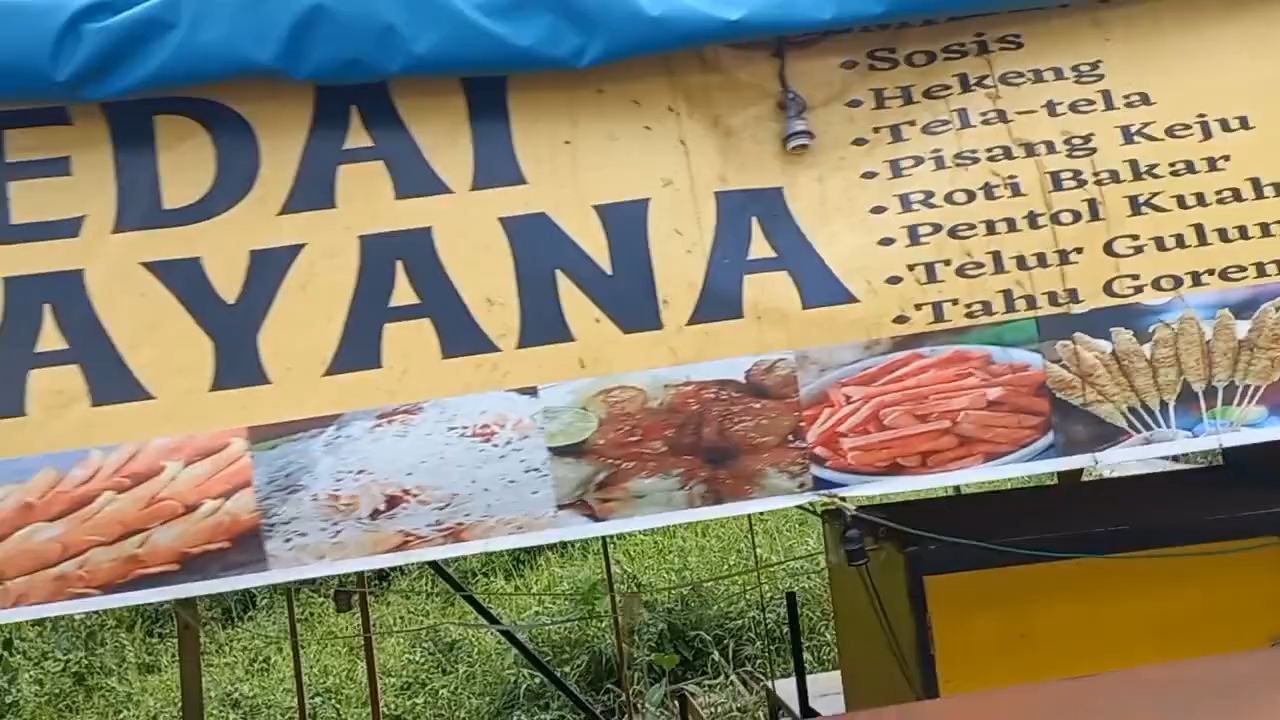 EDAI
AYANA
•Sosis
•Hekeng
•Tela-tela
•Pisang Keju
•Roti Bakar
•Pentol Kuah
•Telur Gulun
•Tahu Goren